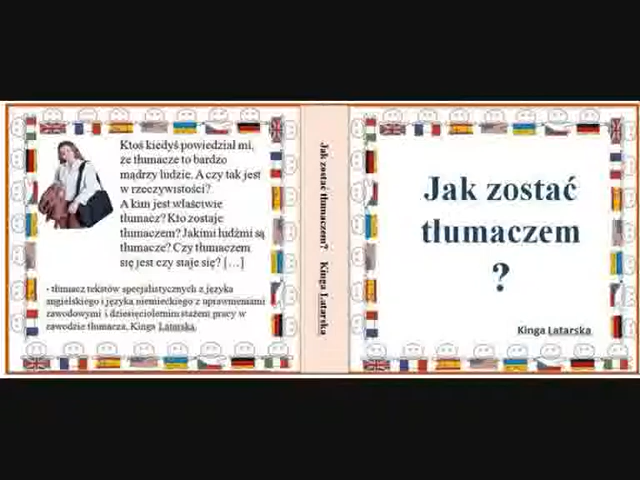 Ktoś kiedyś powiedział mi,
że tłumacze to bardzo
mądrzy ludzie. A czy tak jest
w rzeczywistości?
A kim jest właściwie
tłumacz? Kto zostaje
tłumaczem? Jakimi ludźmi są
tłumacze? Czy tłumaczem
się jest czy staje się? [...]
- tłumacz tekstów specjalistycznych z języka
angielskiego i języka niemieckiego z uprawnieniami
zawodowymi i dziesięcioletnim stażem pracy w
zawodzie tłumacza, Kinga Latarska.
Jak zostać tłumaczem? Kinga Latarska
Jak zostać
tłumaczem
?
Kinga Latarska